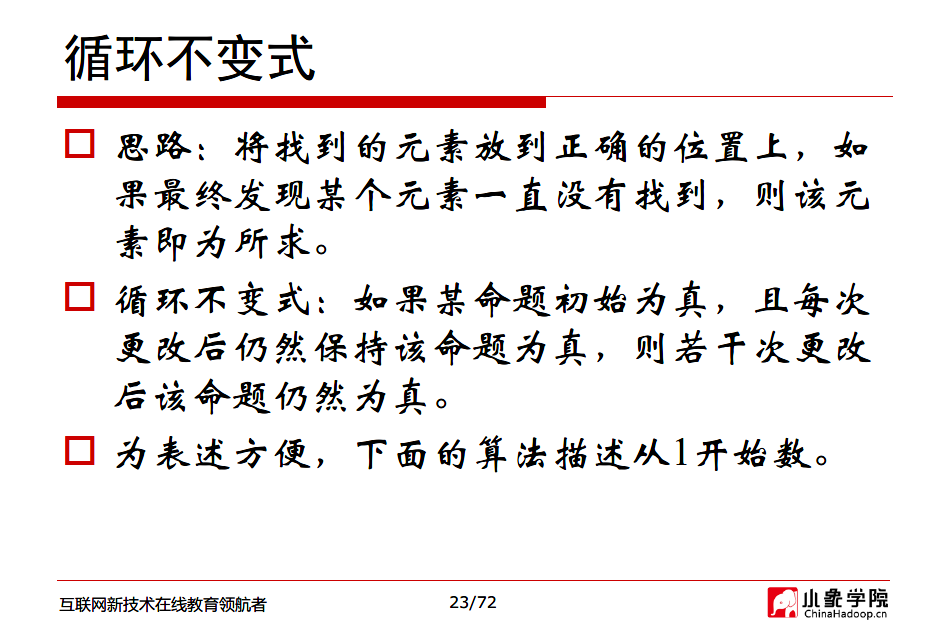 循环不变式
思路：将找到的元素放到正确的位置上，如
果最终发现某个元素一直没有找到，则该元
素即为所求。
循环不变式：如果某命题初始为真，且每次
更改后仍然保持该命题为真，则若干次更改
后该命题仍然为真。
为表述方便，下面的算法描述从1开始数。
互联网新技术在线教育领航者
23/72
小象学院
ChinaHadoop.cn